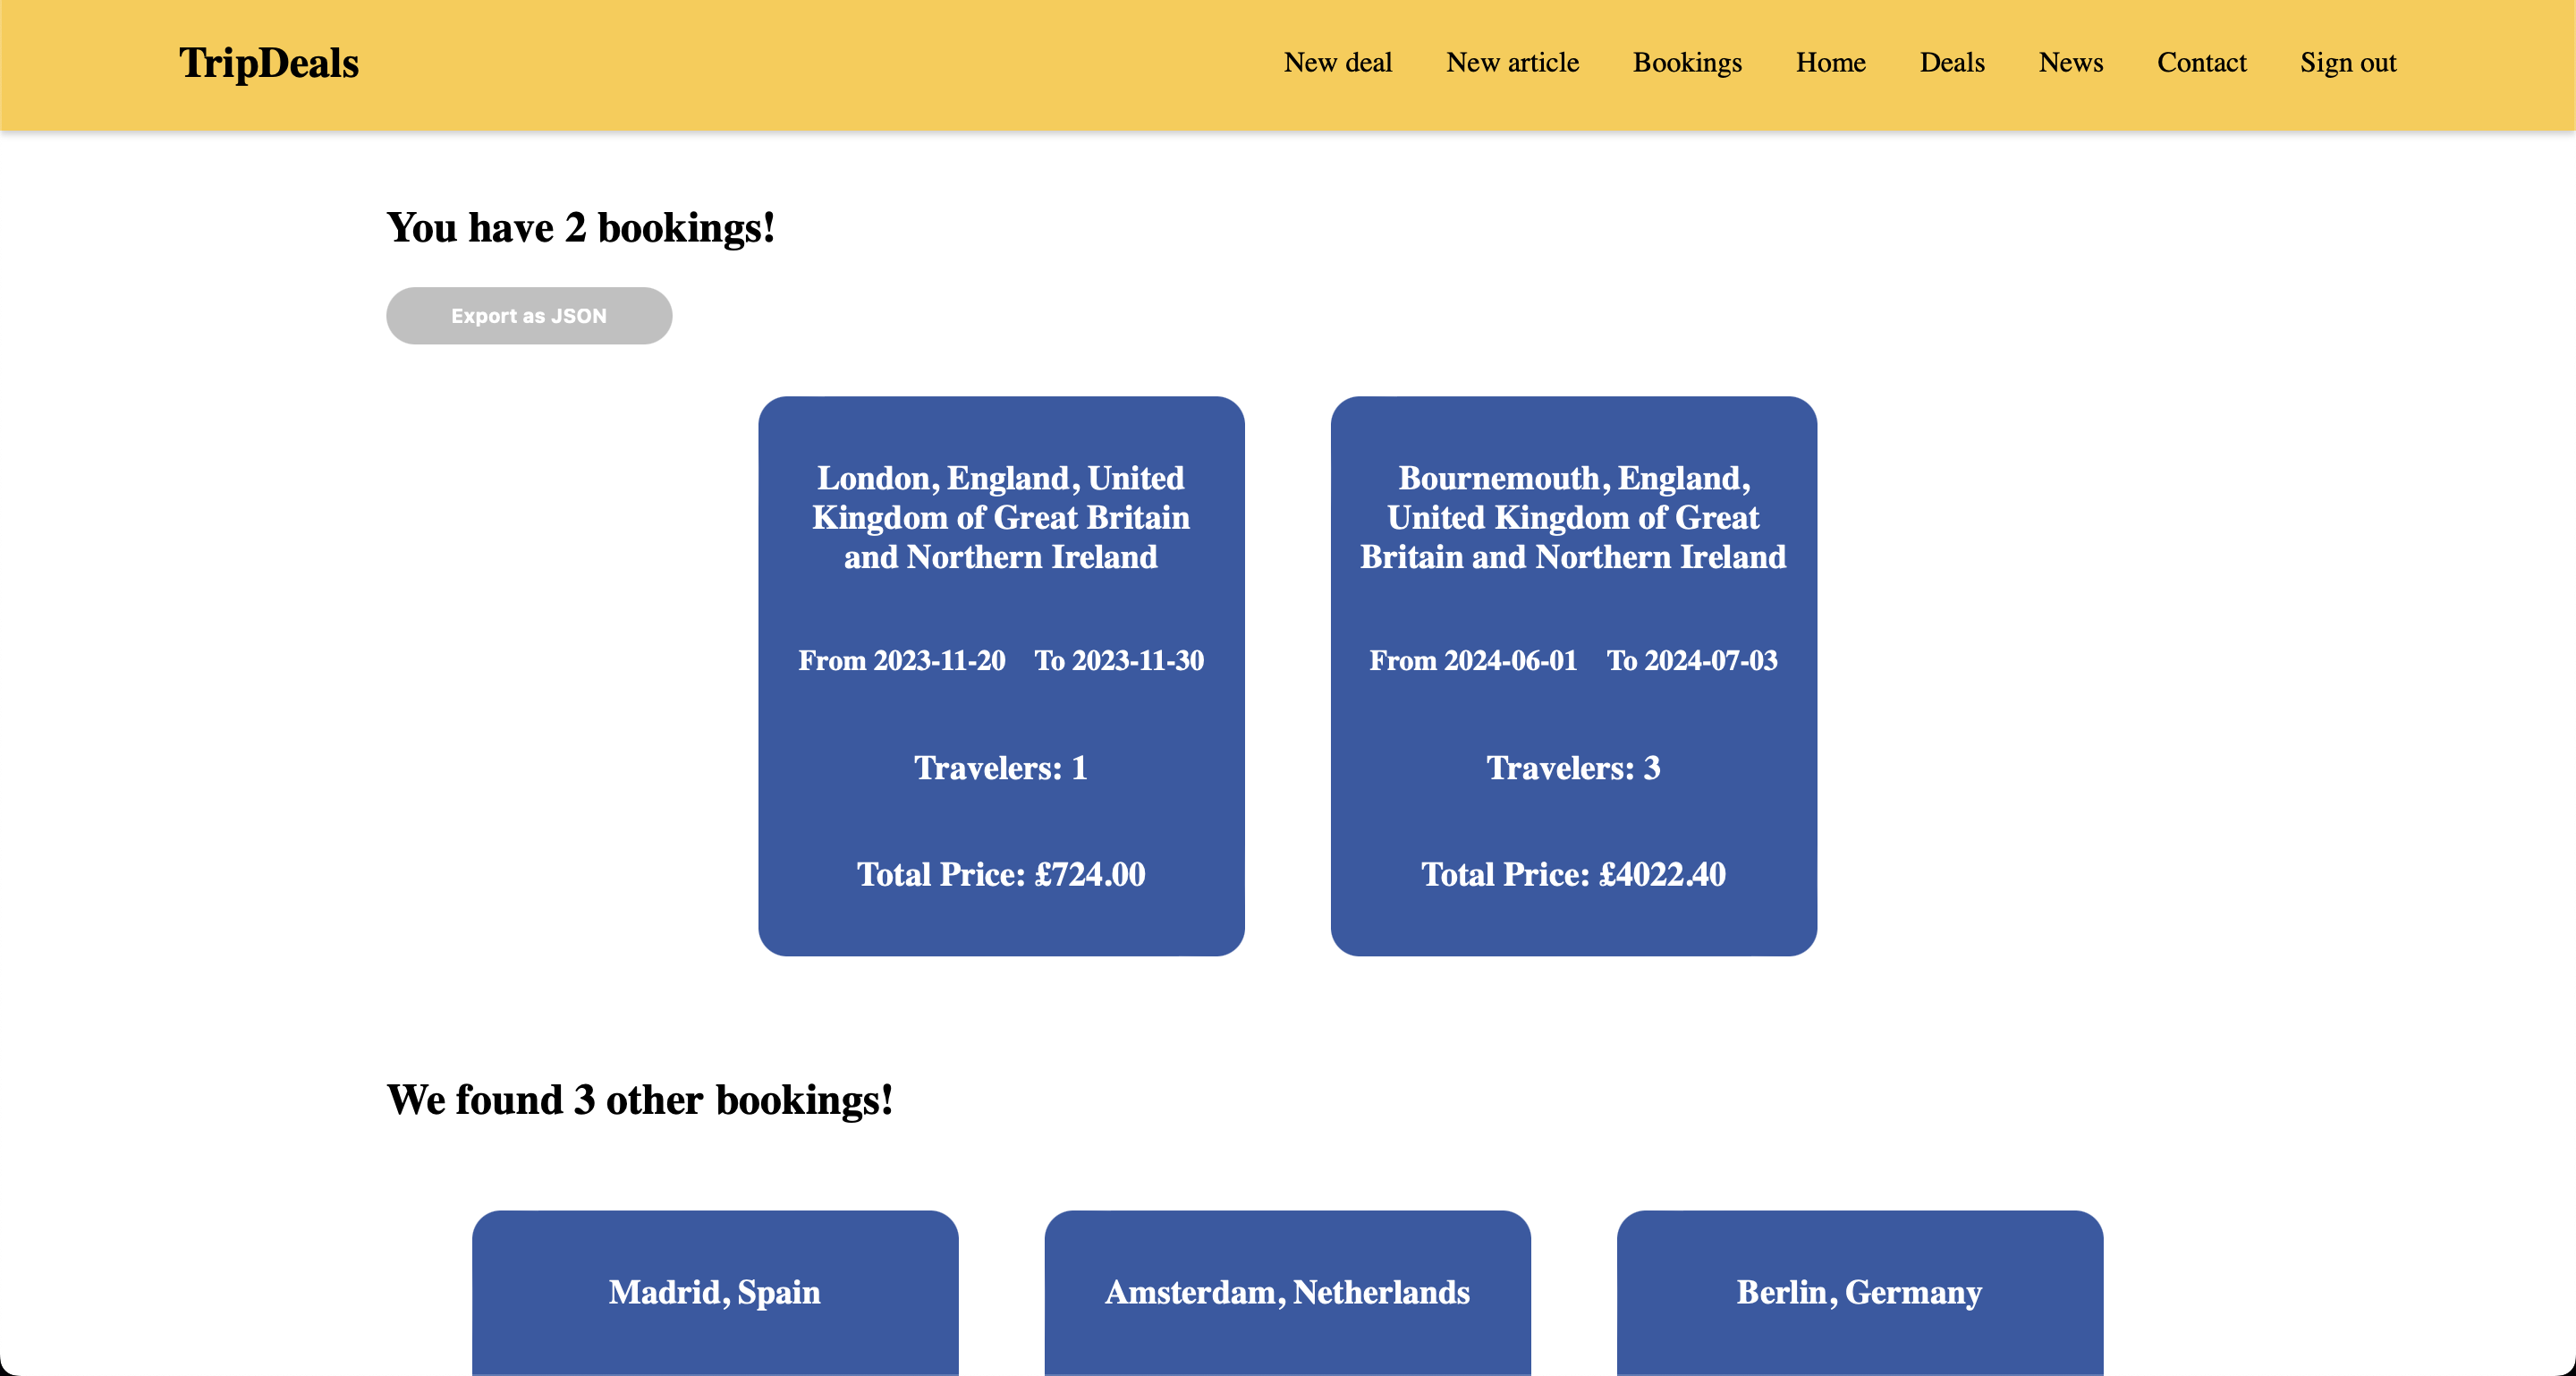 TripDeals
New deal
New article
Bookings
Home
Deals
News
Contact
Sign out
You have 2 bookings!
Export as JSON
London, England, United
Kingdom of Great Britain
and Northern Ireland
From 2023-11-20 To 2023-11-30
Travelers: 1
Total Price: £724.00
Bournemouth, England,
United Kingdom of Great
Britain and Northern Ireland
From 2024-06-01 To 2024-07-03
Travelers: 3
Total Price: £4022.40
We found 3 other bookings!
Madrid, Spain
Amsterdam, Netherlands
Berlin, Germany